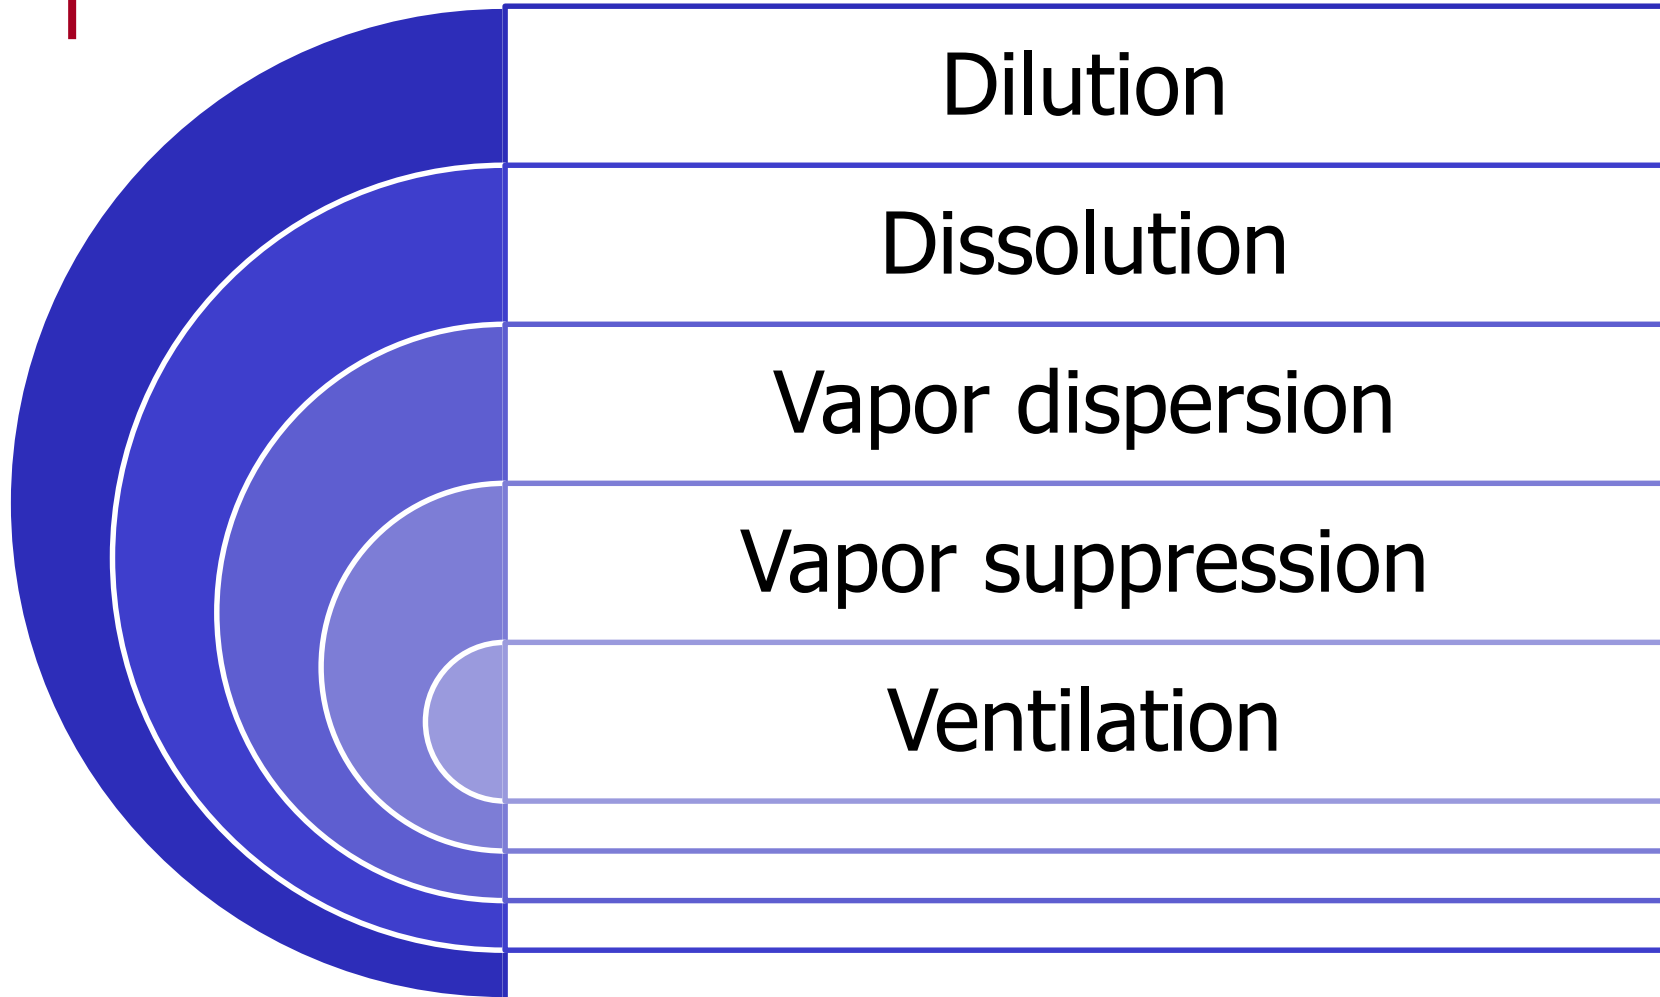 Dilution
Dissolution
Vapor dispersion
Vapor suppression
Ventilation